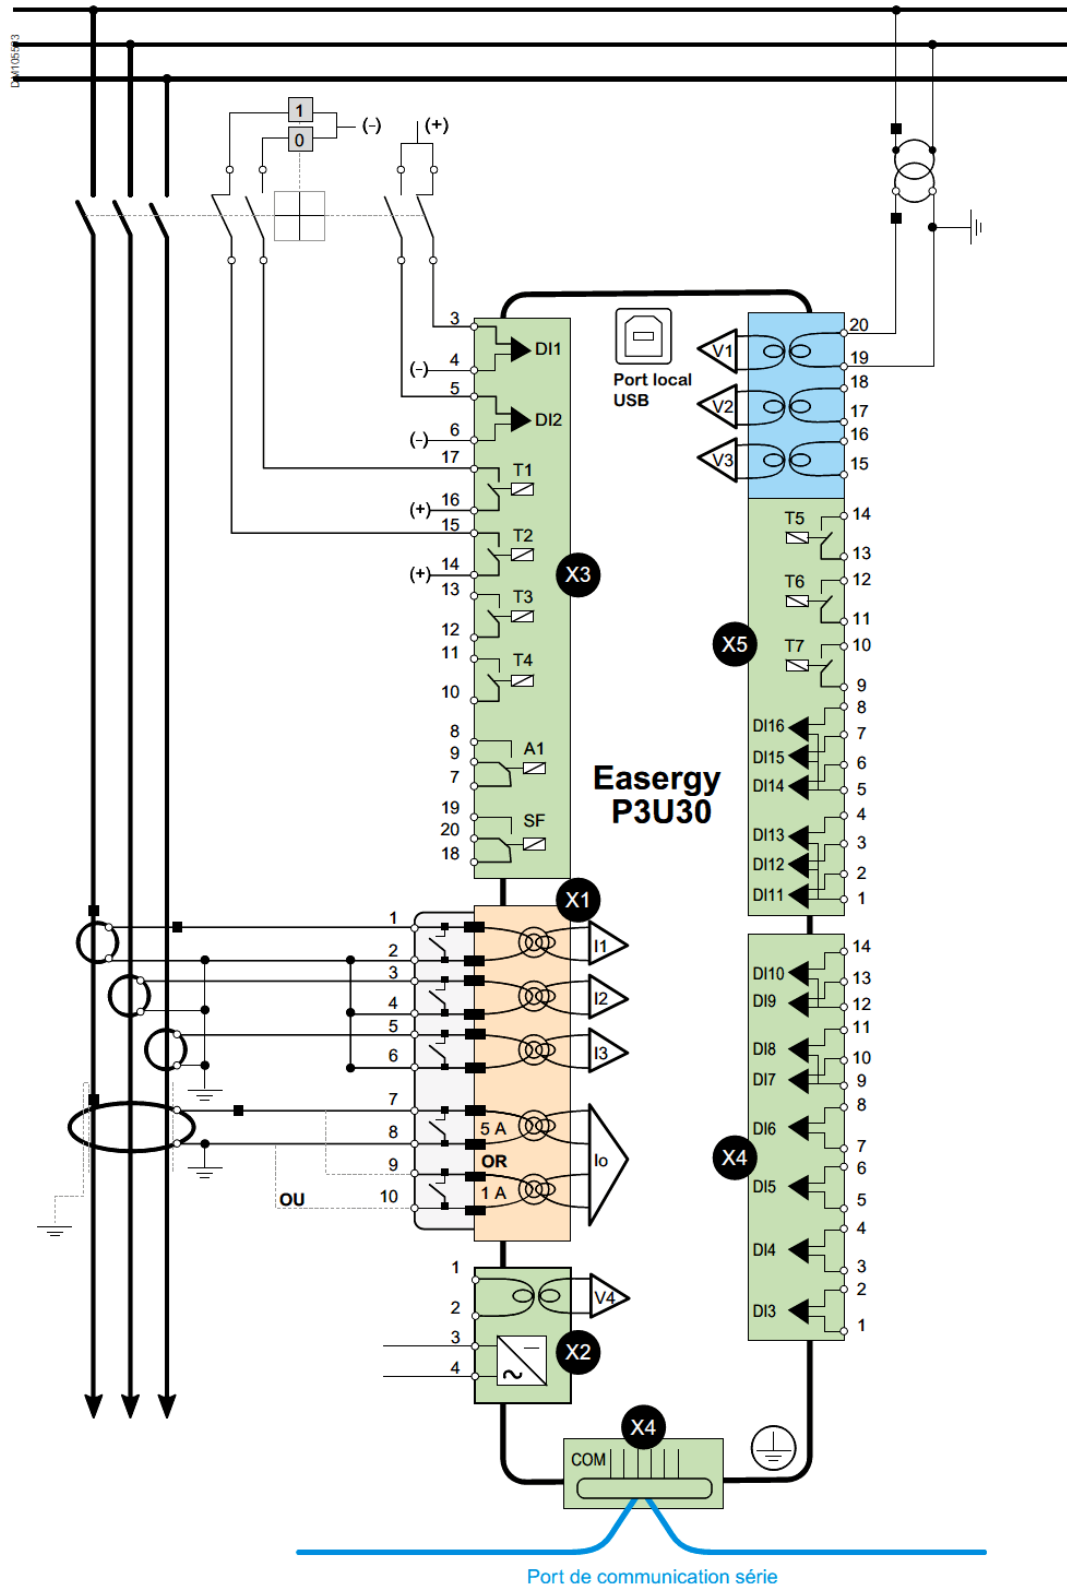 DM105533
1
0
(-)
(+)
3
4
(-)
5
6
(-)
17
16
(+)
15
14
(+)
13
12
11
10
8
9
7
19
20
18
DI1
DI2
T1
T2
T3
T4
A1
SF
X3
Port local
USB
V1
V2
V3
20
19
18
17
16
15
T5
T6
T7
14
13
12
11
10
9
8
7
6
5
4
3
2
1
X5
DI16
DI15
DI14
DI13
DI12
DI11
Easergy
P3U30
X1
1
2
3
4
5
6
7
8
9
10
I1
I2
I3
5 A
OR
1 A
Io
OU
DI10
DI9
DI8
DI7
DI6
DI5
DI4
DI3
X4
14
13
12
11
10
9
8
7
6
5
4
3
2
1
1
2
3
4
V4
X2
X4
COM
Port de communication série